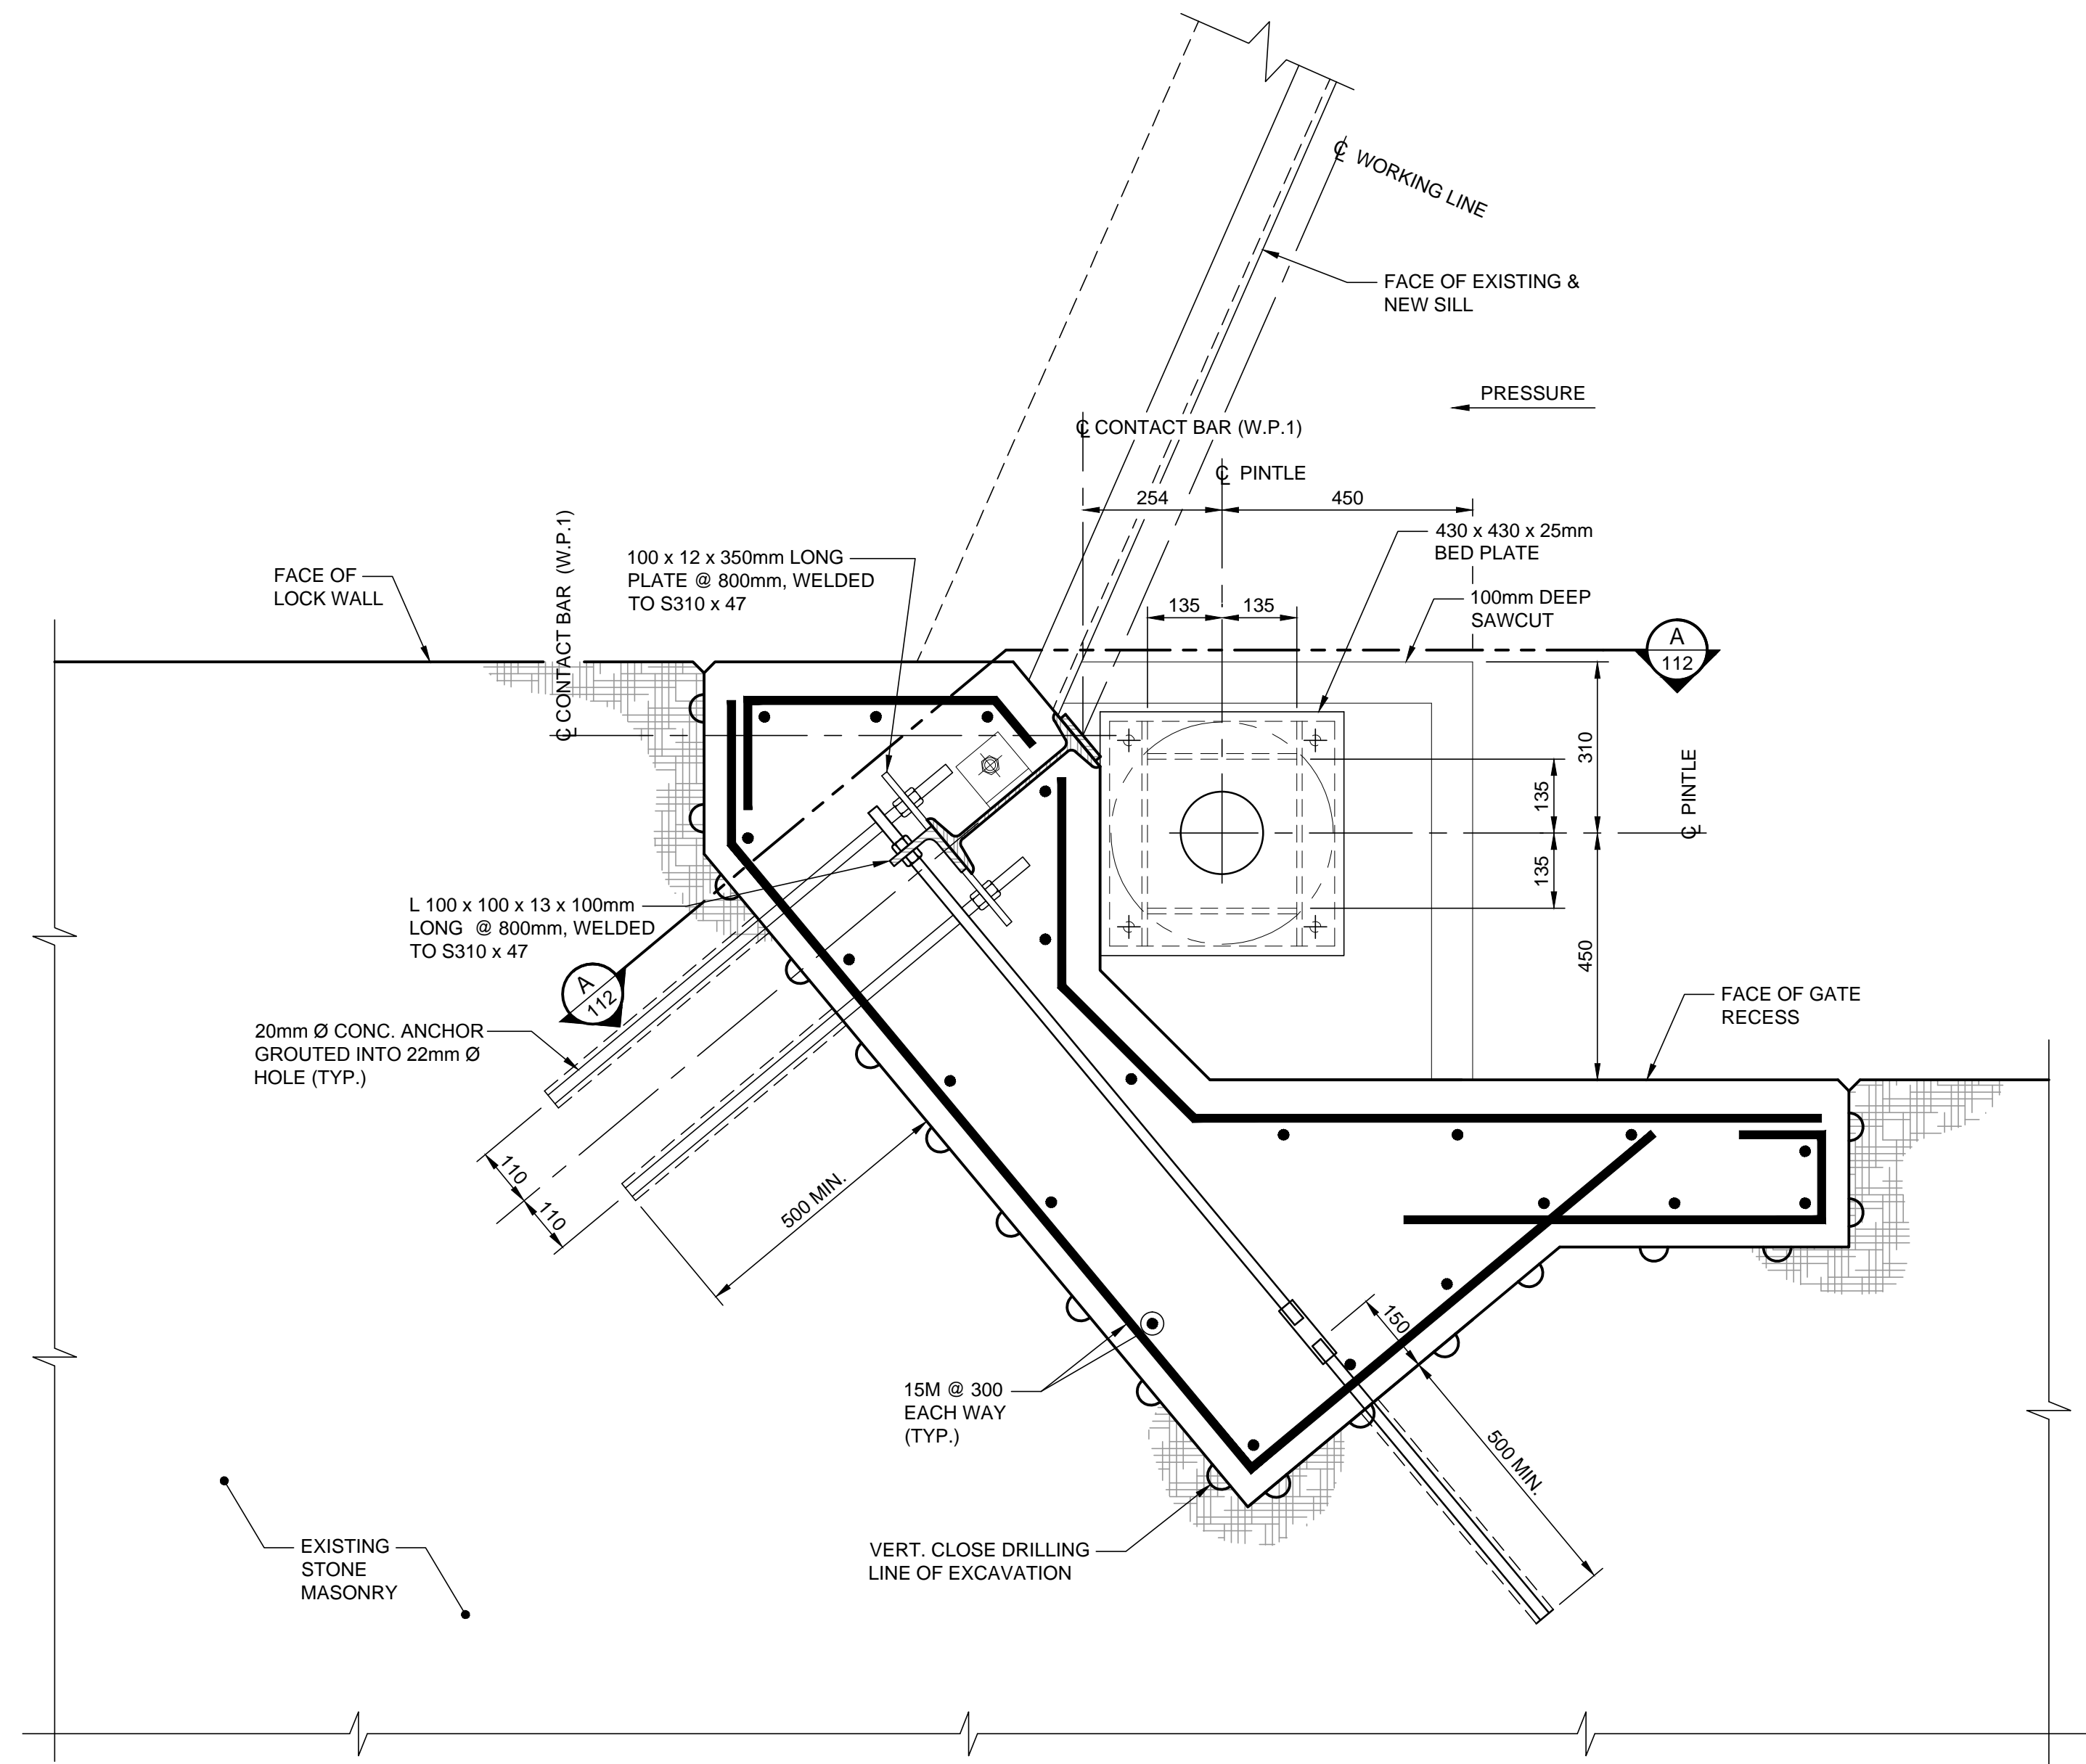 ℄ WORKING LINE
FACE OF EXISTING &
NEW SILL
PRESSURE
℄ CONTACT BAR (W.P.1)
℄ PINTLE
254
450
430 x 430 x 25mm
BED PLATE
100mm DEEP
SAWCUT
135
135
A
112
℄ CONTACT BAR (W.P.1)
100 x 12 x 350mm LONG
PLATE @ 800mm, WELDED
TO S310 x 47
FACE OF
LOCK WALL
310
135
135
℄ PINTLE
450
L 100 x 100 x 13 x 100mm
LONG @ 800mm, WELDED
TO S310 x 47
A
112
FACE OF GATE
RECESS
20mm Ø CONC. ANCHOR
GROUTED INTO 22mm Ø
HOLE (TYP.)
110
110
500 MIN.
150
500 MIN.
15M @ 300
EACH WAY
(TYP.)
VERT. CLOSE DRILLING
LINE OF EXCAVATION
EXISTING
STONE
MASONRY